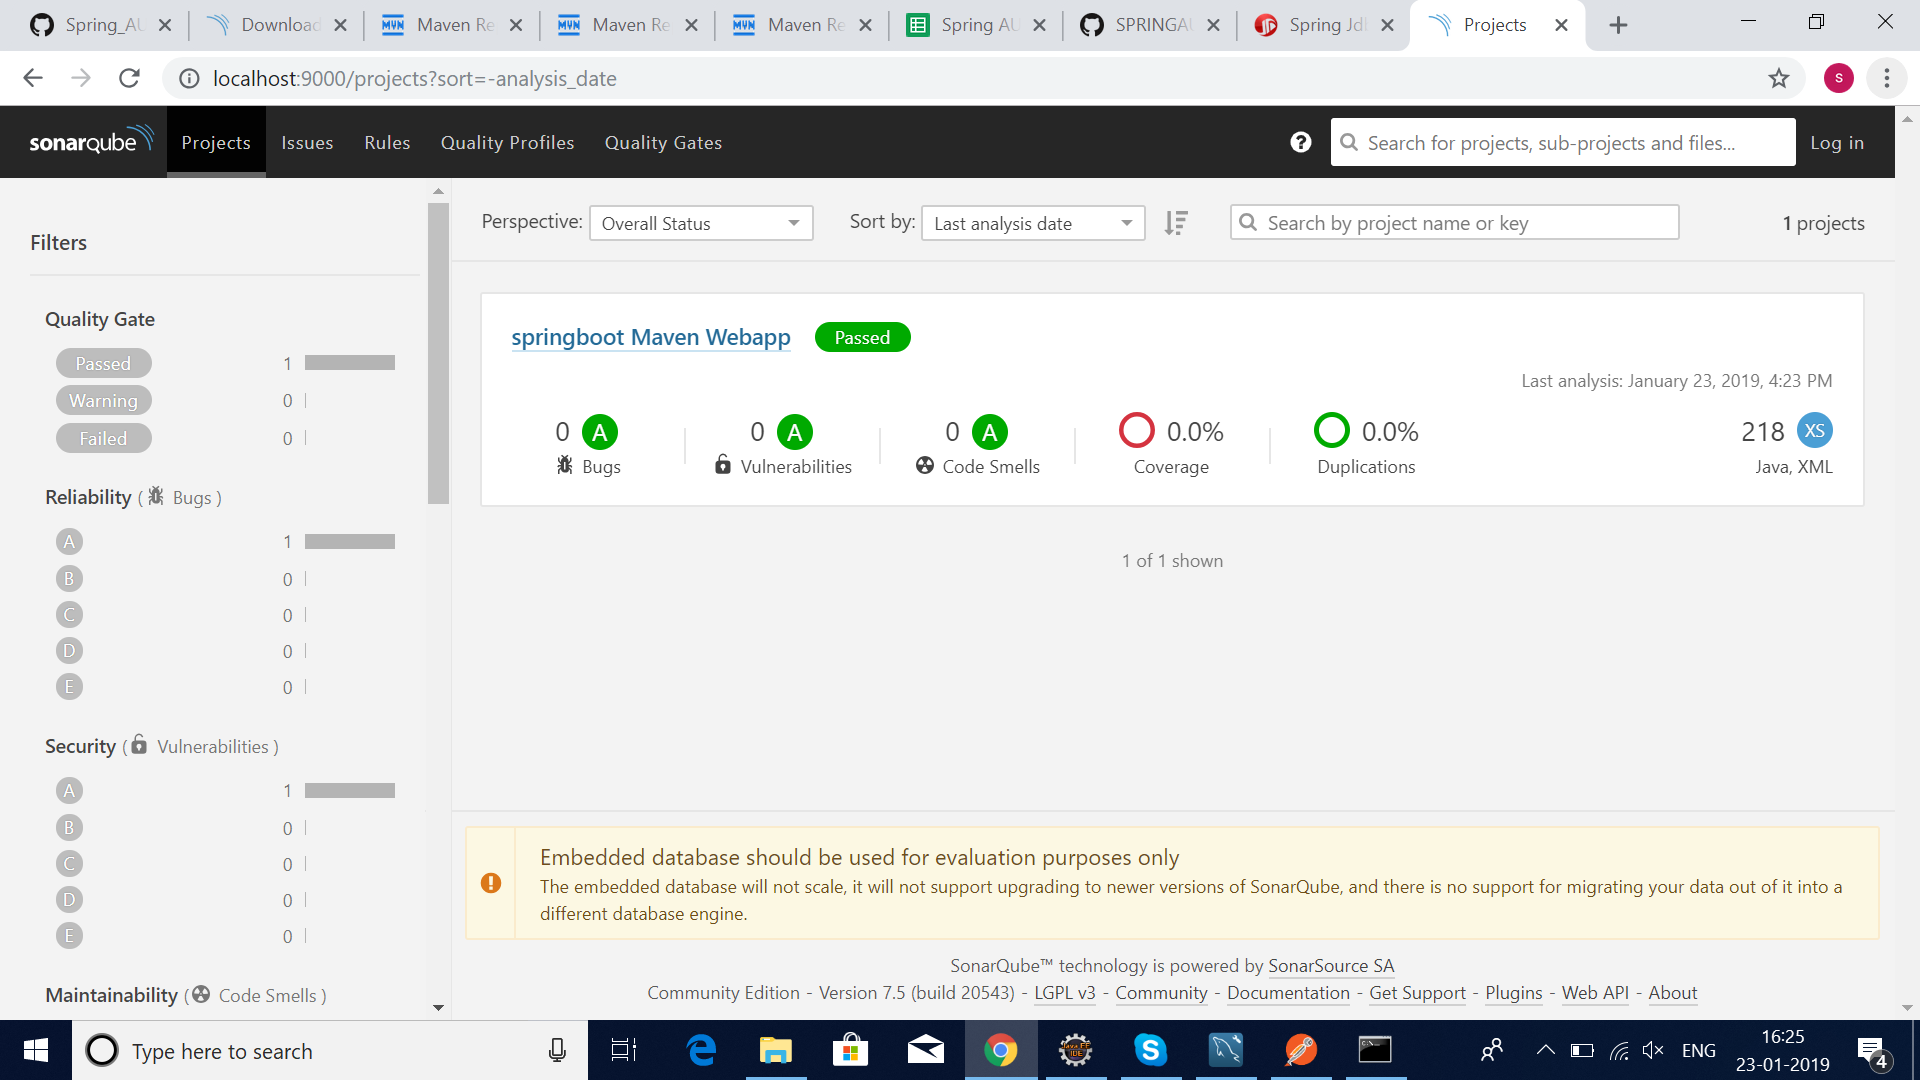 Spring_AU
Download
MVN Maven Re
MVN Maven Re
MVN Maven Re
Spring AU
SPRINGAU
Spring Jd
Projects
localhost:9000/projects?sort=-analysis_date
s
sonarqube Projects Issues Rules Quality Profiles Quality Gates Search for projects, sub-projects and files... Log in
Perspective: Overall Status Sort by: Last analysis date Search by project name or key 1 projects
Filters
Quality Gate
Passed 1
Warning 0
Failed 0
Reliability ( Bugs )
A 1
B 0
C 0
D 0
E 0
Security ( Vulnerabilities )
A 1
B 0
C 0
D 0
E 0
Maintainability ( Code Smells )
springboot Maven Webapp Passed
Last analysis: January 23, 2019, 4:23 PM
0 A 0 A 0 A 0.0% 0.0% 218 XS
Bugs Vulnerabilities Code Smells Coverage Duplications Java, XML
1 of 1 shown
Embedded database should be used for evaluation purposes only
The embedded database will not scale, it will not support upgrading to newer versions of SonarQube, and there is no support for migrating your data out of it into a
different database engine.
SonarQube™ technology is powered by SonarSource SA
Community Edition - Version 7.5 (build 20543) - LGPL v3 - Community - Documentation - Get Support - Plugins - Web API - About
Type here to search
Java EE
IDE
ENG
16:25
23-01-2019
4